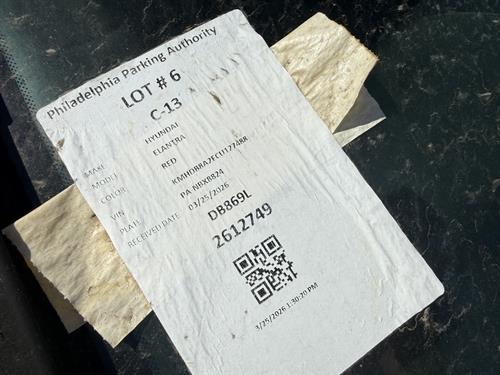 Philadelphia Parking Authority
LOT # 6
C-13
MAKE HYUNDAI
MODEL ELANTRA
COLOR RED
VIN
PLATE PA-NBX8824
RECEIVED DATE 03/25/2026
DB869L
2612749
3/25/2026 1:30:20 PM